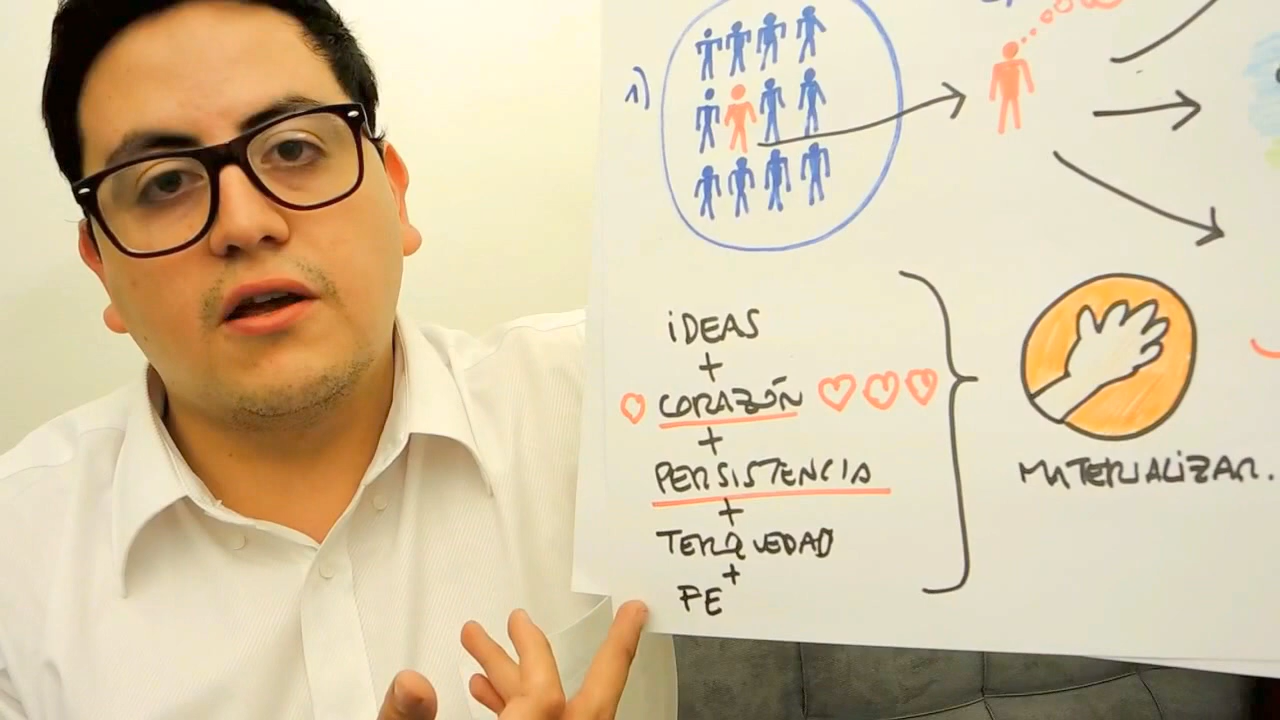 1)
iDEAS
+
CORAZÓN
+
PERSISTENCIA
+
TERQUEDAD
+
FE
MATERIALiZAR.